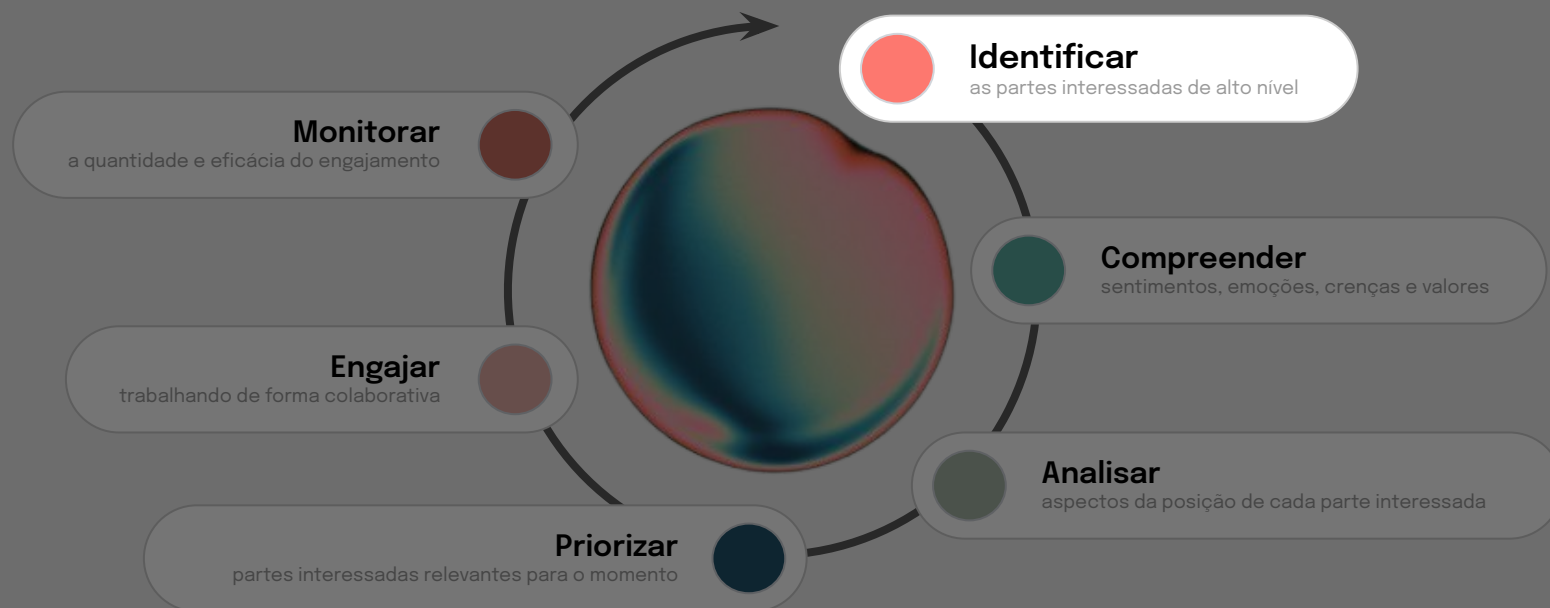 Identificar
as partes interessadas de alto nível
Compreender
sentimentos, emoções, crenças e valores
Analisar
aspectos da posição de cada parte interessada
Priorizar
partes interessadas relevantes para o momento
Engajar
trabalhando de forma colaborativa
Monitorar
a quantidade e eficácia do engajamento